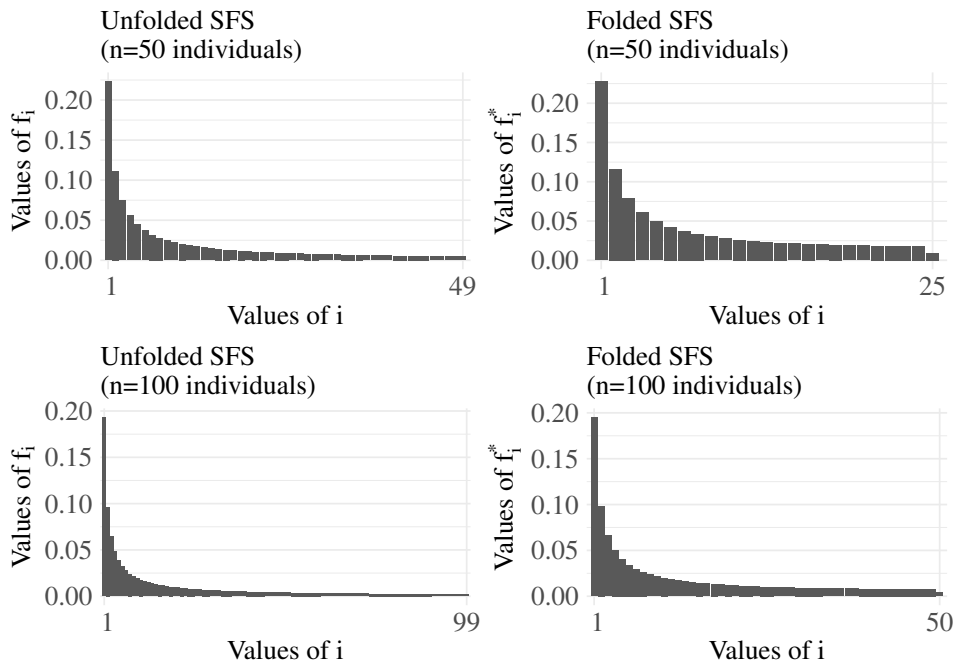 Unfolded SFS
(n=50 individuals)
Values of f_i
0.20
0.15
0.10
0.05
0.00
1 49
Values of i
Folded SFS
(n=50 individuals)
Values of f_i^*
0.20
0.15
0.10
0.05
0.00
1 25
Values of i
Unfolded SFS
(n=100 individuals)
Values of f_i
0.20
0.15
0.10
0.05
0.00
1 99
Values of i
Folded SFS
(n=100 individuals)
Values of f_i^*
0.20
0.15
0.10
0.05
0.00
1 50
Values of i